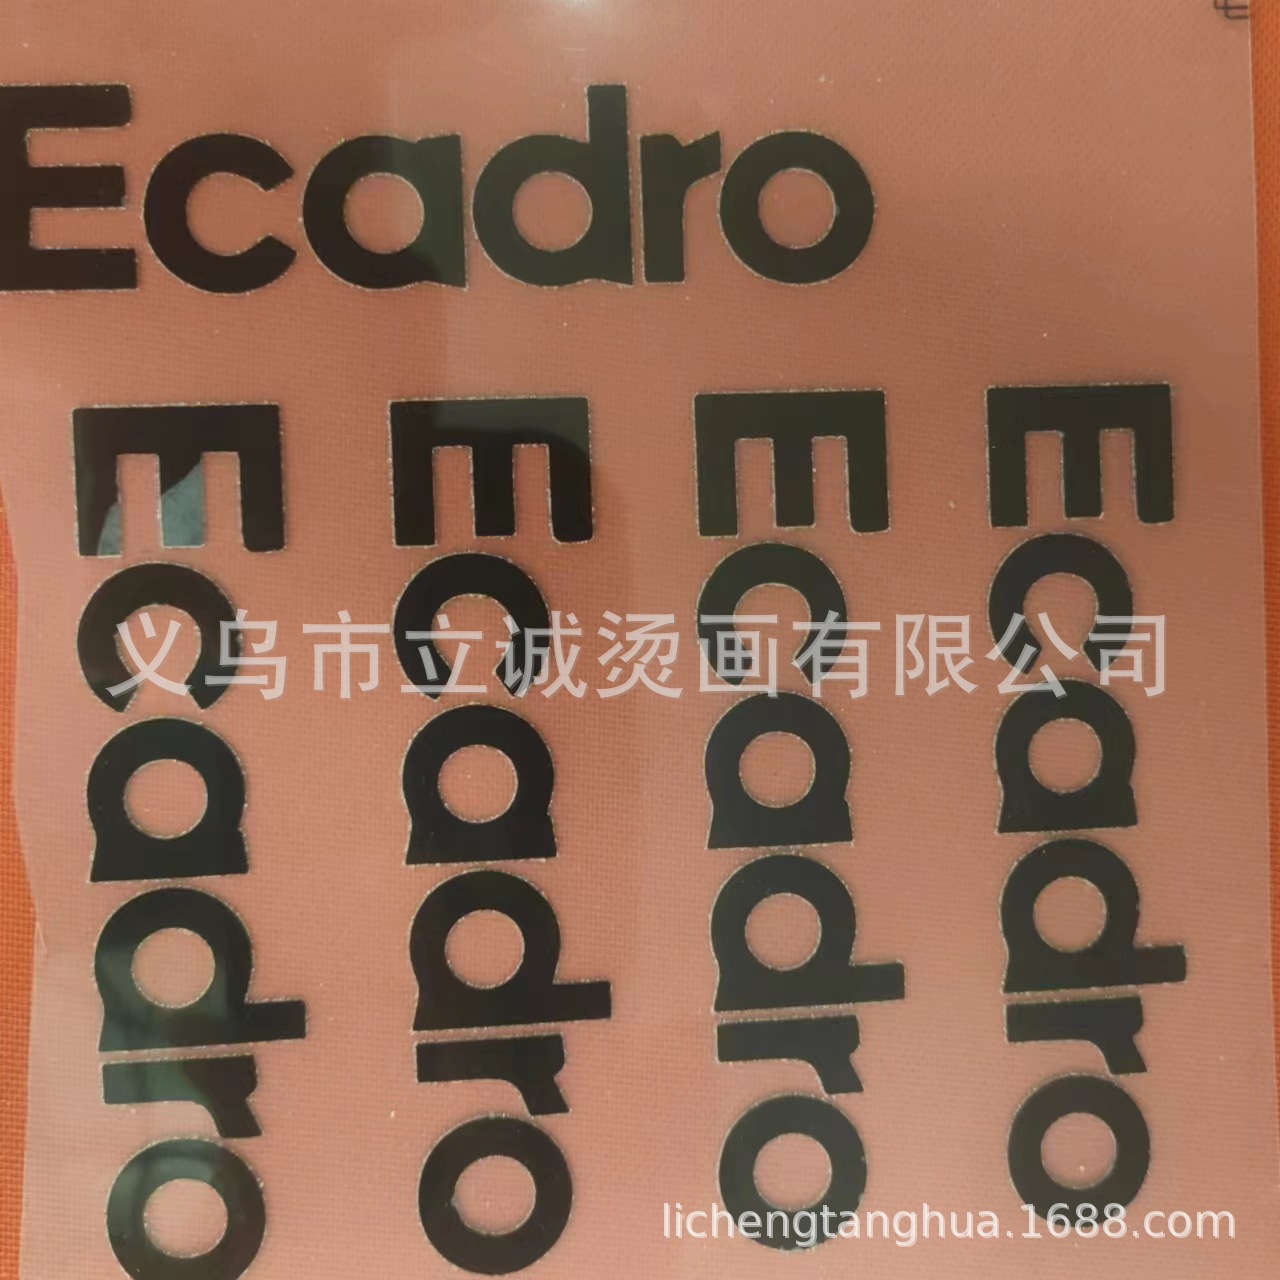 Ecadro
Ecadro
Ecadro
Ecadro
Ecadro
义乌市立诚烫画有限公司
lichengtanghua.1688.com